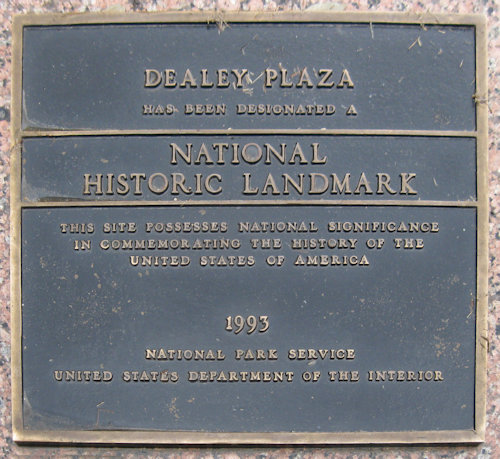 DEALEY PLAZA
HAS BEEN DESIGNATED A
NATIONAL
HISTORIC LANDMARK
THIS SITE POSSESSES NATIONAL SIGNIFICANCE
IN COMMEMORATING THE HISTORY OF THE
UNITED STATES OF AMERICA
1993
NATIONAL PARK SERVICE
UNITED STATES DEPARTMENT OF THE INTERIOR